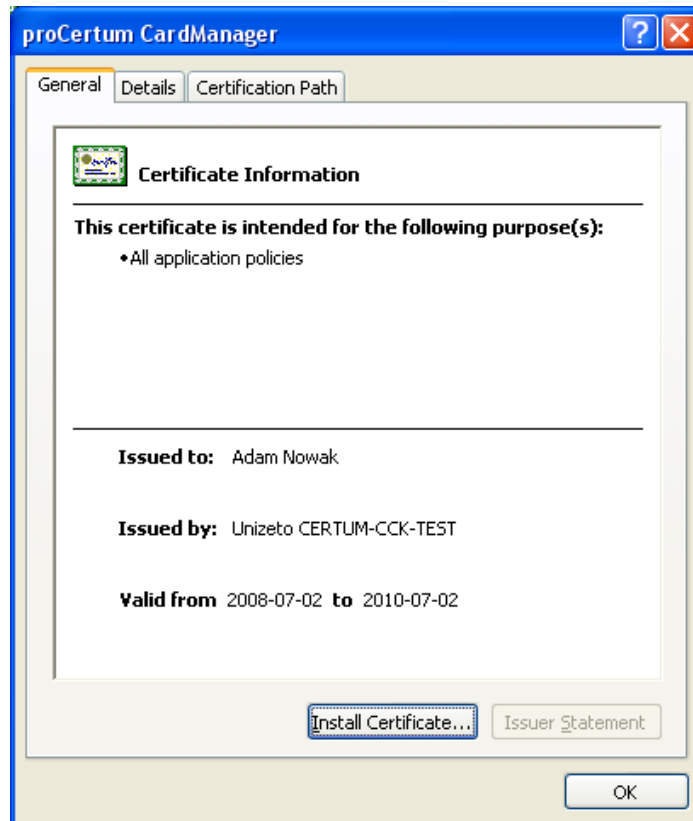 proCertum CardManager
General Details Certification Path
Certificate Information
This certificate is intended for the following purpose(s):
•All application policies
Issued to: Adam Nowak
Issued by: Unizeto CERTUM-CCK-TEST
Valid from 2008-07-02 to 2010-07-02
Install Certificate... Issuer Statement
OK